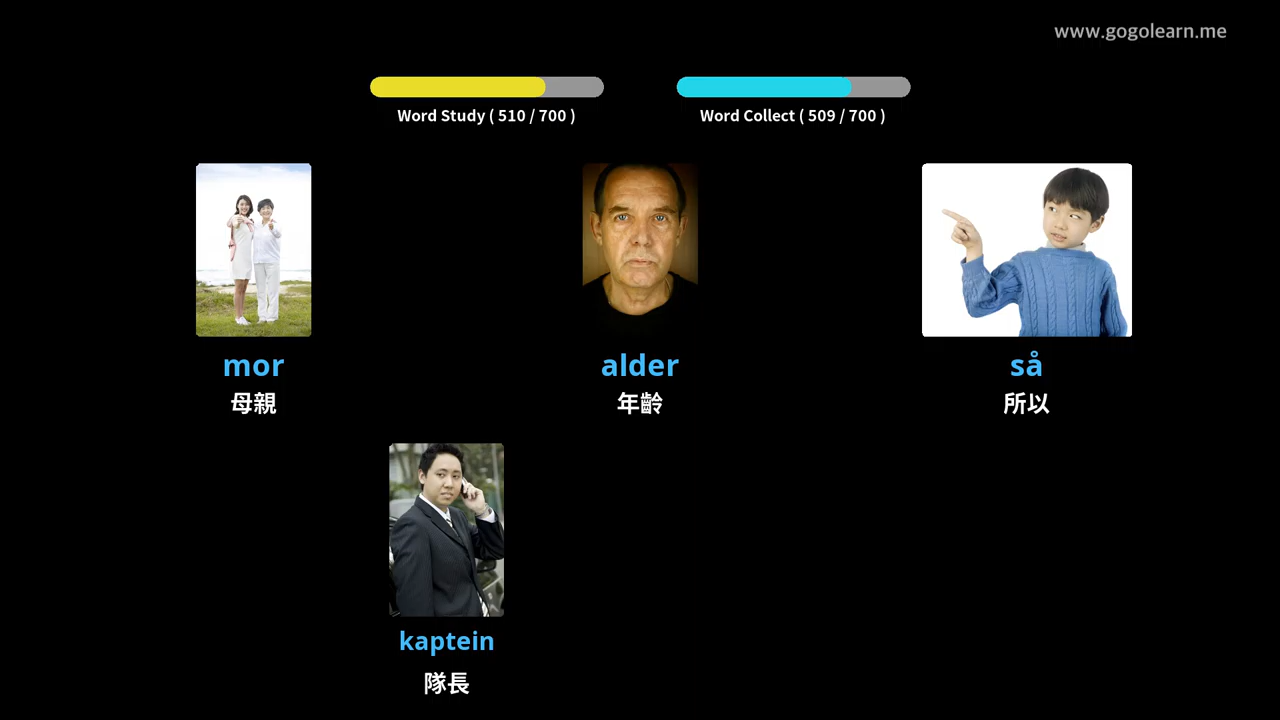 www.gogolearn.me
Word Study ( 510 / 700 )
Word Collect ( 509 / 700 )
mor
母親
alder
年齡
så
所以
kaptein
隊長